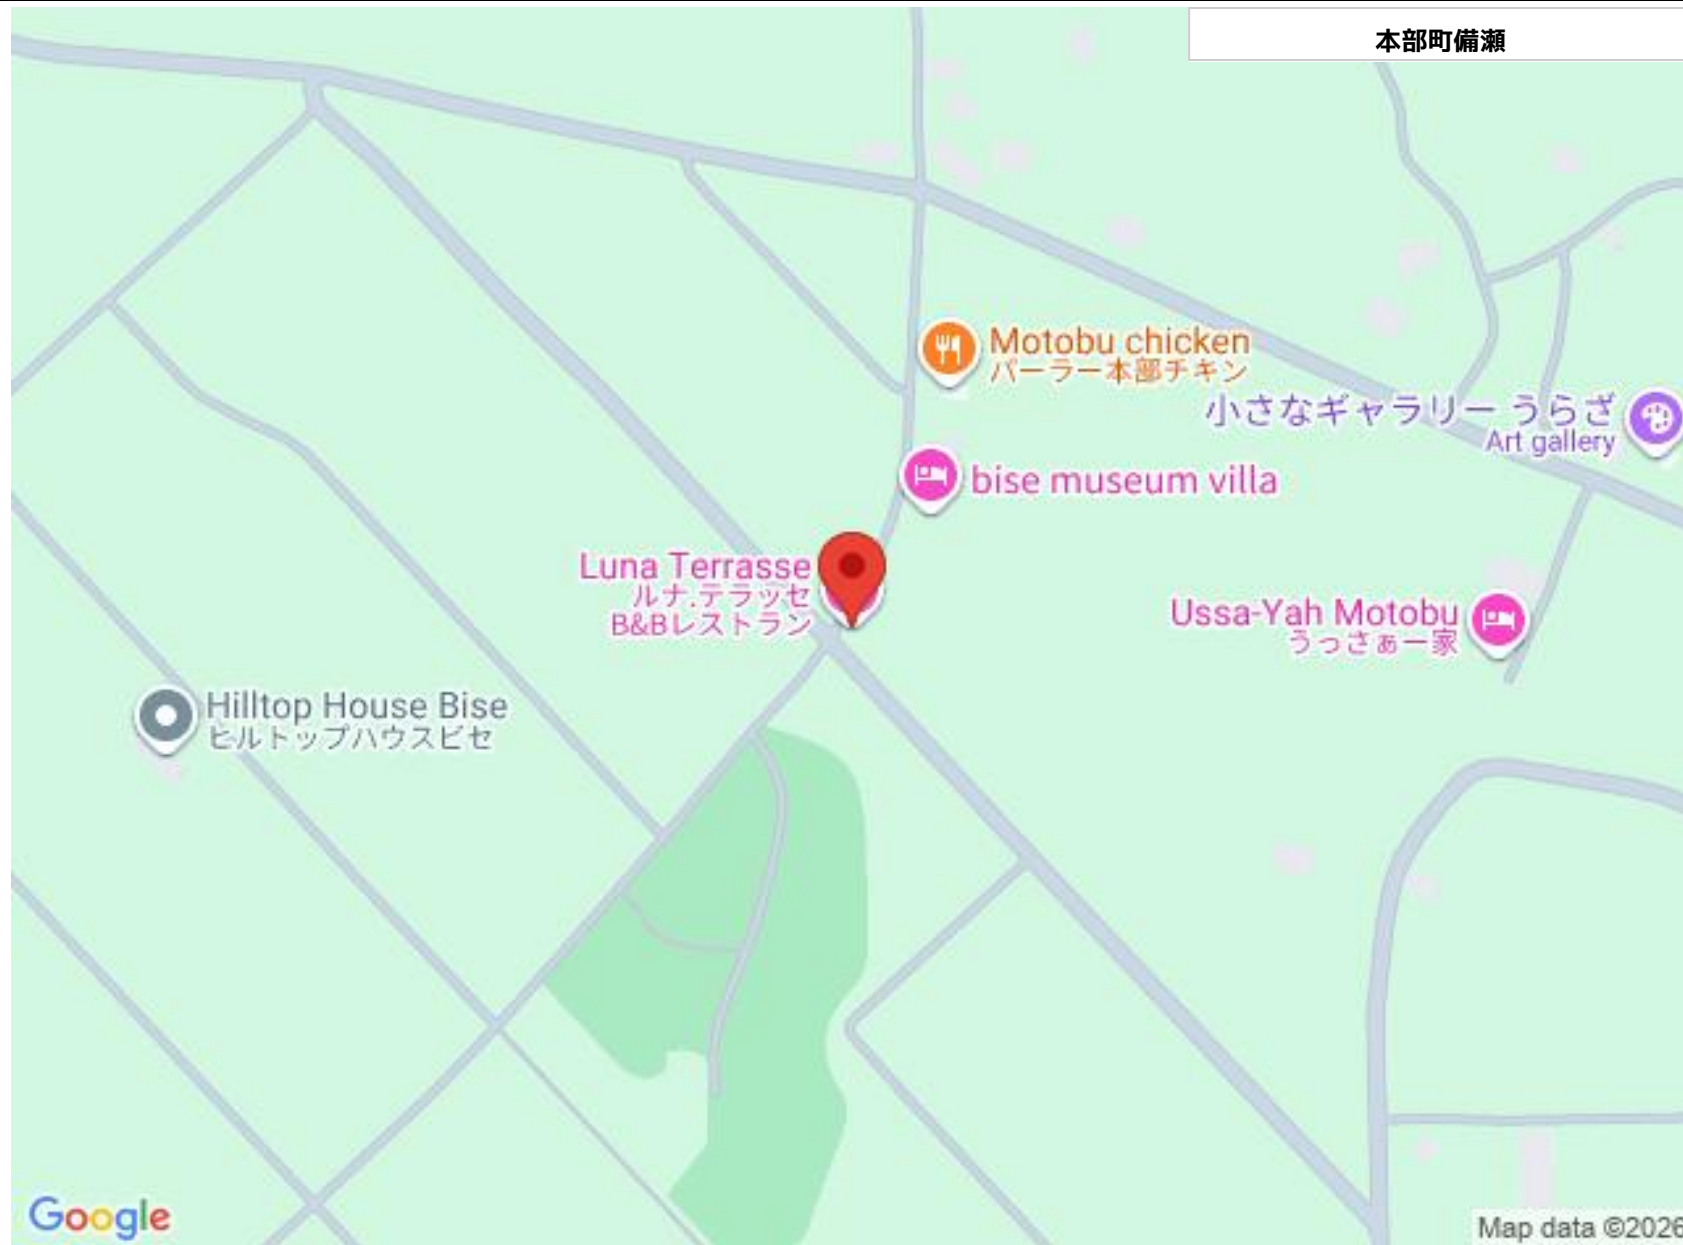 本部町備瀬
Motobu chicken
パーラー本部チキン
小さなギャラリー うらざ
Art gallery
bise museum villa
Luna Terrasse
ルナ.テラッセ
B&Bレストラン
Ussa-Yah Motobu
うっさぁー家
Hilltop House Bise
ヒルトップハウスビセ
Google
Map data ©2026